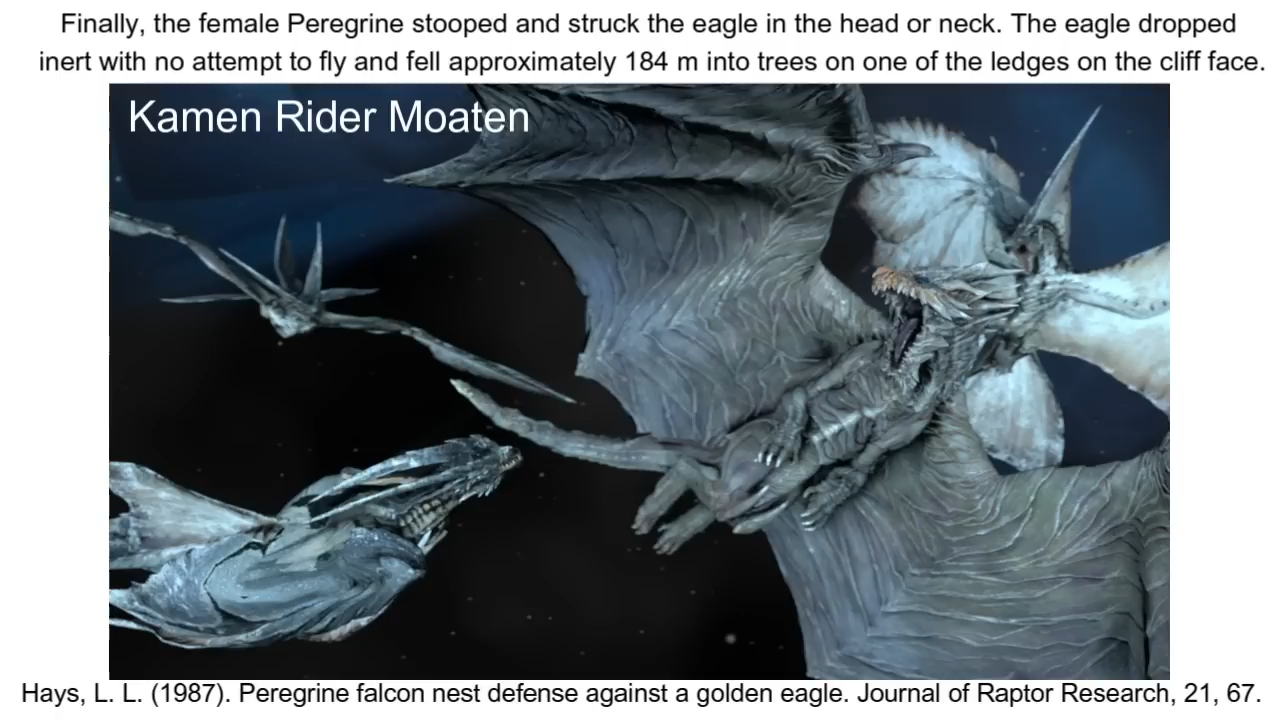 Finally, the female Peregrine stooped and struck the eagle in the head or neck. The eagle dropped
inert with no attempt to fly and fell approximately 184 m into trees on one of the ledges on the cliff face.
Kamen Rider Moaten
Hays, L. L. (1987). Peregrine falcon nest defense against a golden eagle. Journal of Raptor Research, 21, 67.